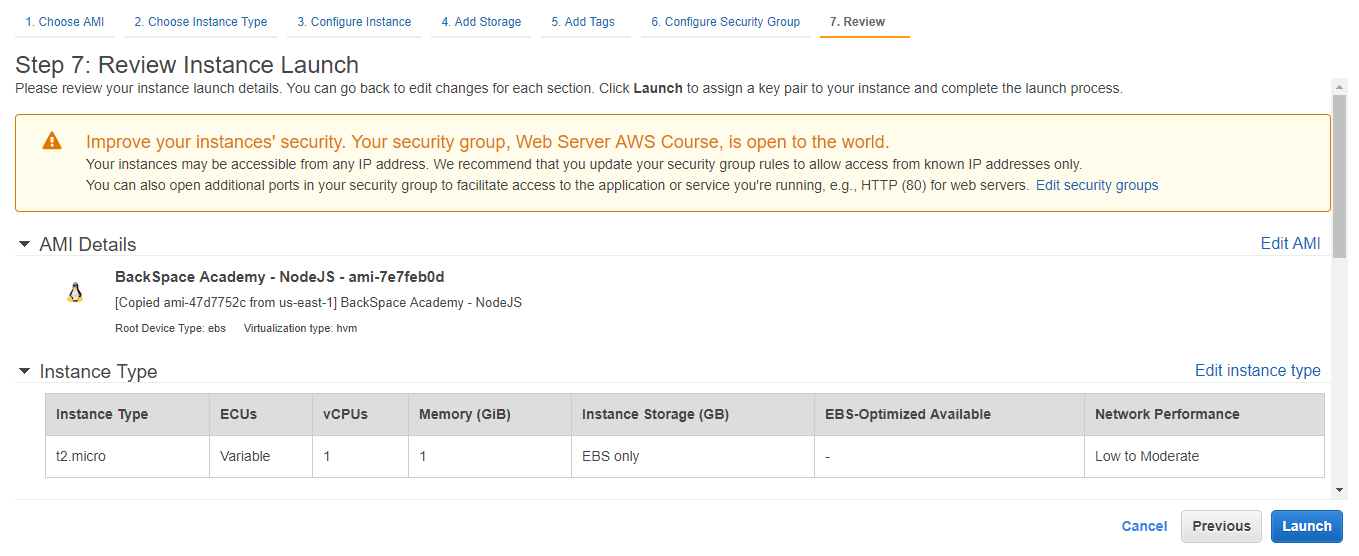 1. Choose AMI 2. Choose Instance Type 3. Configure Instance 4. Add Storage 5. Add Tags 6. Configure Security Group 7. Review
Step 7: Review Instance Launch
Please review your instance launch details. You can go back to edit changes for each section. Click Launch to assign a key pair to your instance and complete the launch process.
Improve your instances' security. Your security group, Web Server AWS Course, is open to the world.
Your instances may be accessible from any IP address. We recommend that you update your security group rules to allow access from known IP addresses only.
You can also open additional ports in your security group to facilitate access to the application or service you're running, e.g., HTTP (80) for web servers. Edit security groups
AMI Details Edit AMI
BackSpace Academy - NodeJS - ami-7e7feb0d
[Copied ami-47d7752c from us-east-1] BackSpace Academy - NodeJS
Root Device Type: ebs Virtualization type: hvm
Instance Type Edit instance type
Instance Type ECUs vCPUs Memory (GiB) Instance Storage (GB) EBS-Optimized Available Network Performance
t2.micro Variable 1 1 EBS only - Low to Moderate
Cancel Previous Launch